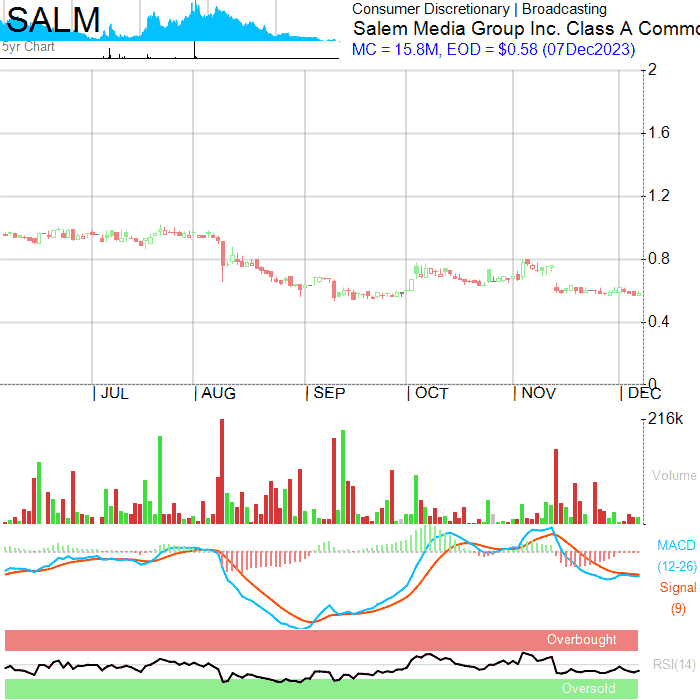 SALM
5yr Chart
Consumer Discretionary | Broadcasting
Salem Media Group Inc. Class A Commo
MC = 15.8M, EOD = $0.58 (07Dec2023)
2
1.6
1.2
0.8
0.4
0
| JUL | AUG | SEP | OCT | NOV | DEC
216k
Volume
MACD
(12-26)
Signal
(9)
Overbought
RSI(14)
Oversold